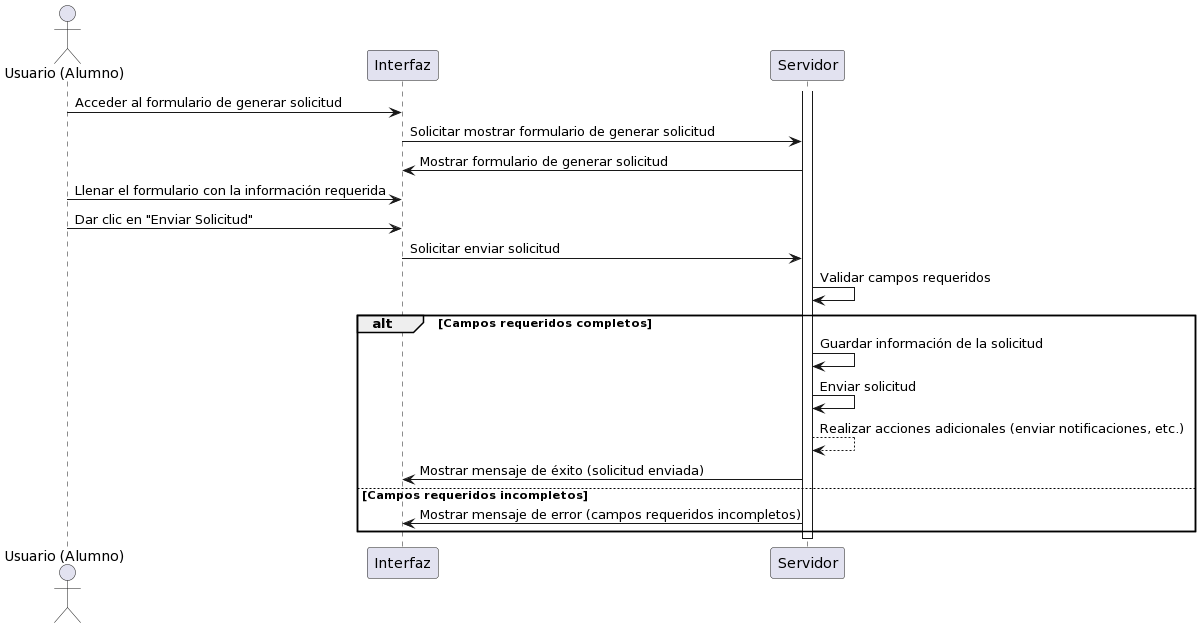 Usuario (Alumno)
Interfaz
Servidor
Acceder al formulario de generar solicitud
Solicitar mostrar formulario de generar solicitud
Mostrar formulario de generar solicitud
Llenar el formulario con la información requerida
Dar clic en "Enviar Solicitud"
Solicitar enviar solicitud
Validar campos requeridos
alt
[Campos requeridos completos]
Guardar información de la solicitud
Enviar solicitud
Realizar acciones adicionales (enviar notificaciones, etc.)
Mostrar mensaje de éxito (solicitud enviada)
[Campos requeridos incompletos]
Mostrar mensaje de error (campos requeridos incompletos)
Usuario (Alumno)
Interfaz
Servidor